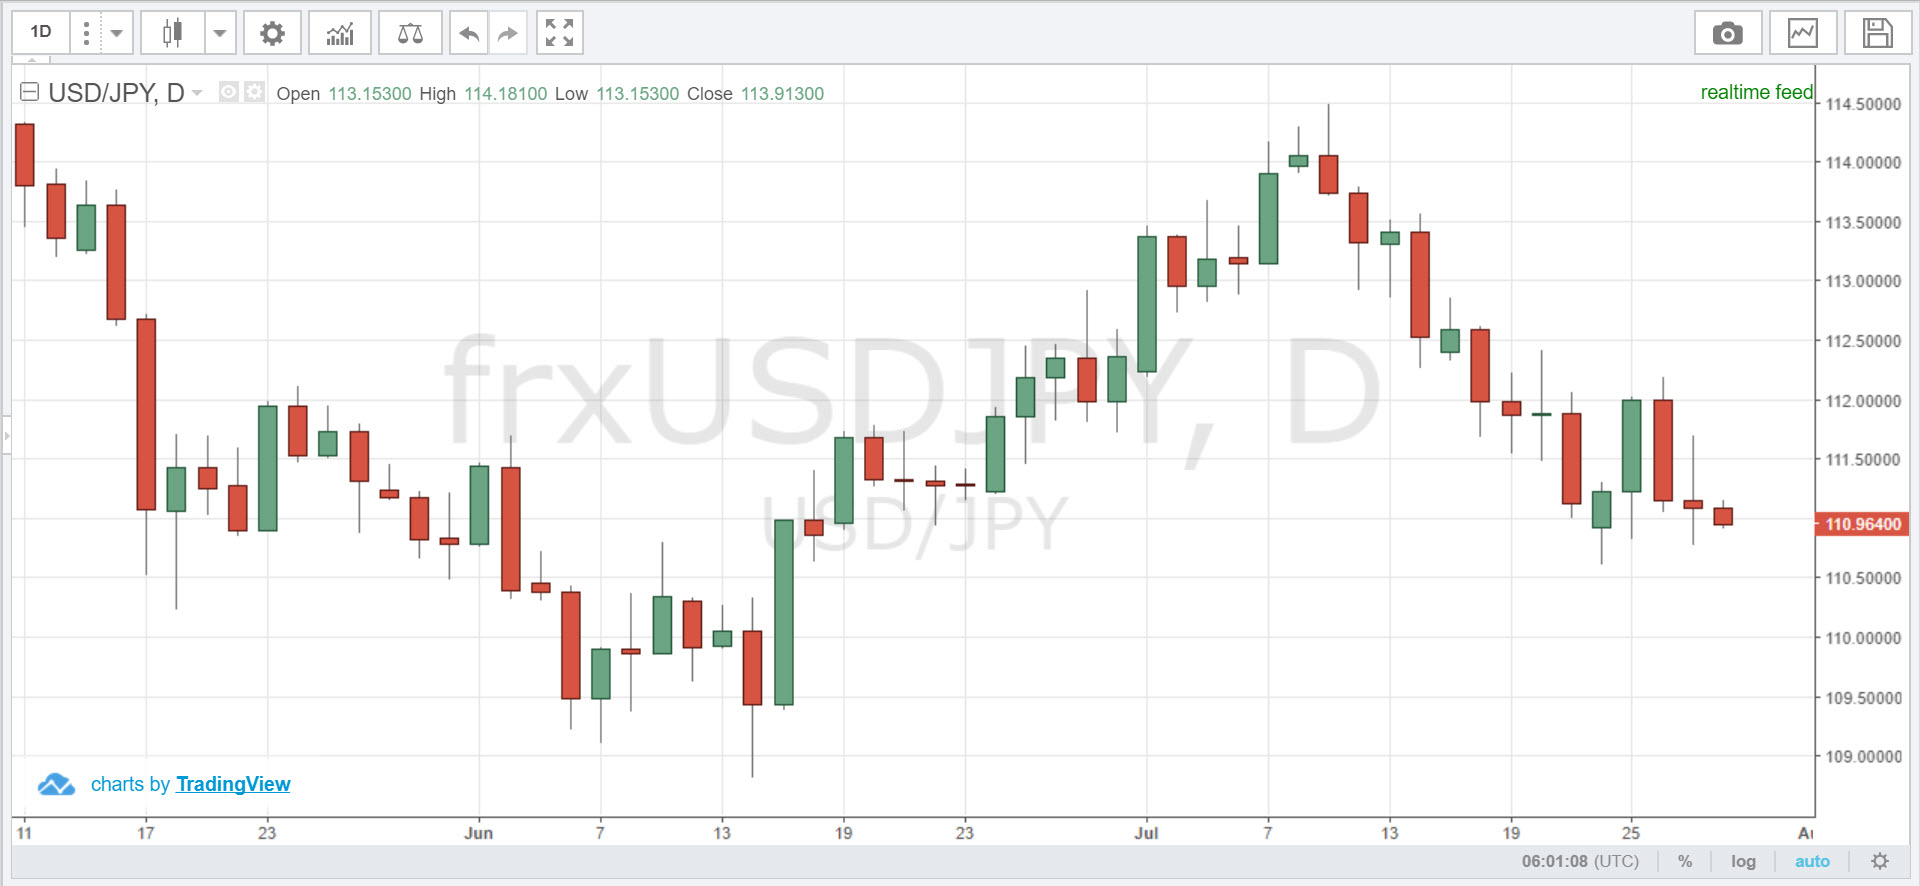 1D
USD/JPY, D Open 113.15300 High 114.18100 Low 113.15300 Close 113.91300
realtime feed
114.50000
114.00000
113.50000
113.00000
112.50000
112.00000
111.50000
110.96400
110.50000
110.00000
109.50000
109.00000
frxUSDJPY, D
USD/JPY
charts by TradingView
11 17 23 Jun 7 13 19 23 Jul 7 13 19 25
06:01:08 (UTC) % log auto